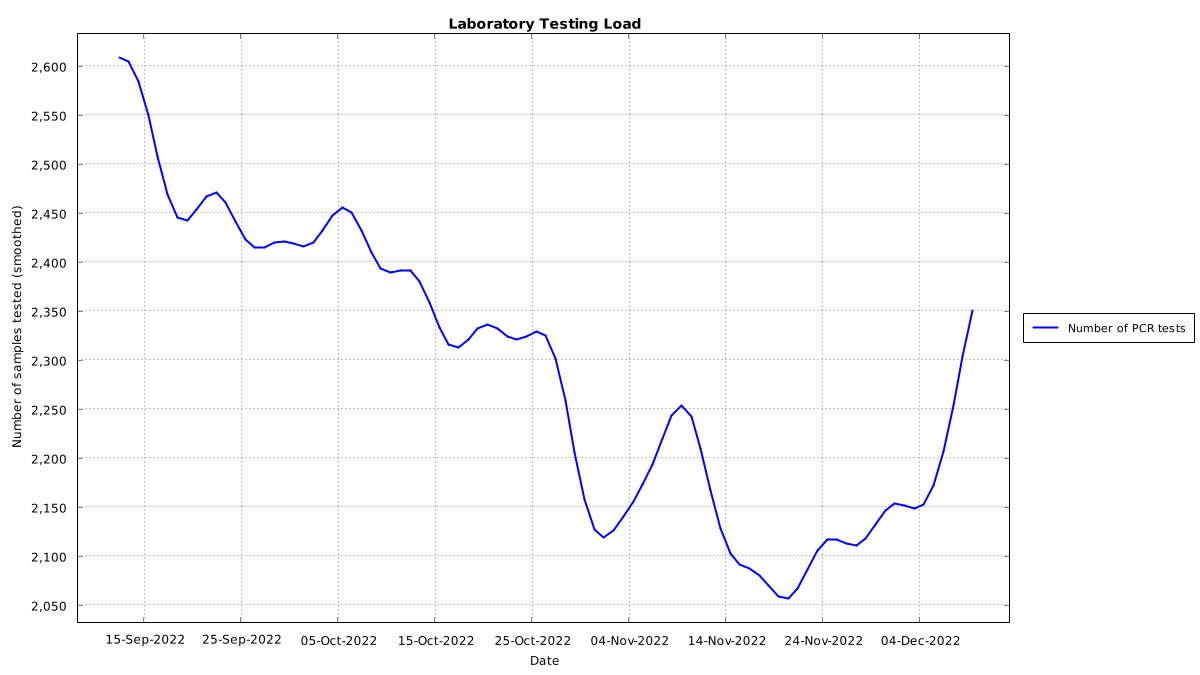 Laboratory Testing Load
Number of samples tested (smoothed)
2,600
2,550
2,500
2,450
2,400
2,350
2,300
2,250
2,200
2,150
2,100
2,050
15-Sep-2022 25-Sep-2022 05-Oct-2022 15-Oct-2022 25-Oct-2022 04-Nov-2022 14-Nov-2022 24-Nov-2022 04-Dec-2022
Date
Number of PCR tests